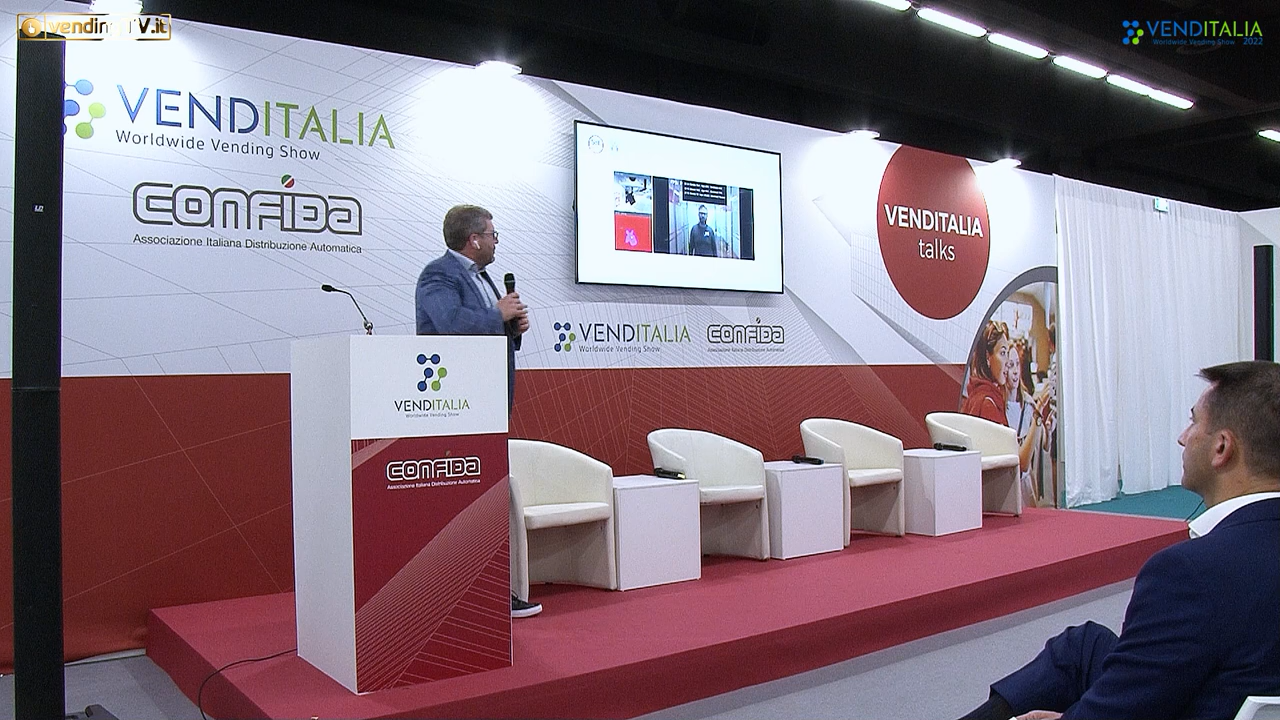 vendingTV.it
VENDITALIA
Worldwide Vending Show 2022
VENDITALIA
Worldwide Vending Show
CONFIDA
Associazione Italiana Distribuzione Automatica
VENDITALIA
talks
VENDITALIA
Worldwide Vending Show
CONFIDA
VENDITALIA
Worldwide Vending Show
CONFIDA
Associazione Italiana Distribuzione Automatica